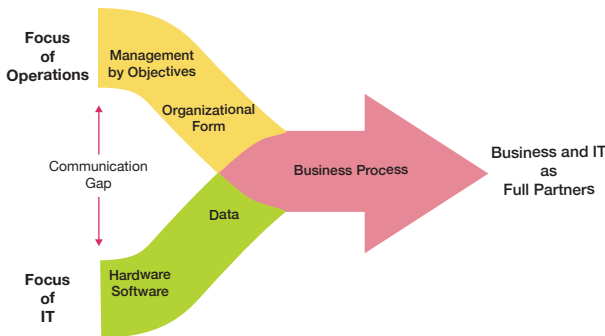 Focus
of
Operations
Management
by Objectives
Organizational
Form
Communication
Gap
Business Process
Business and IT
as
Full Partners
Data
Hardware
Software
Focus
of
IT